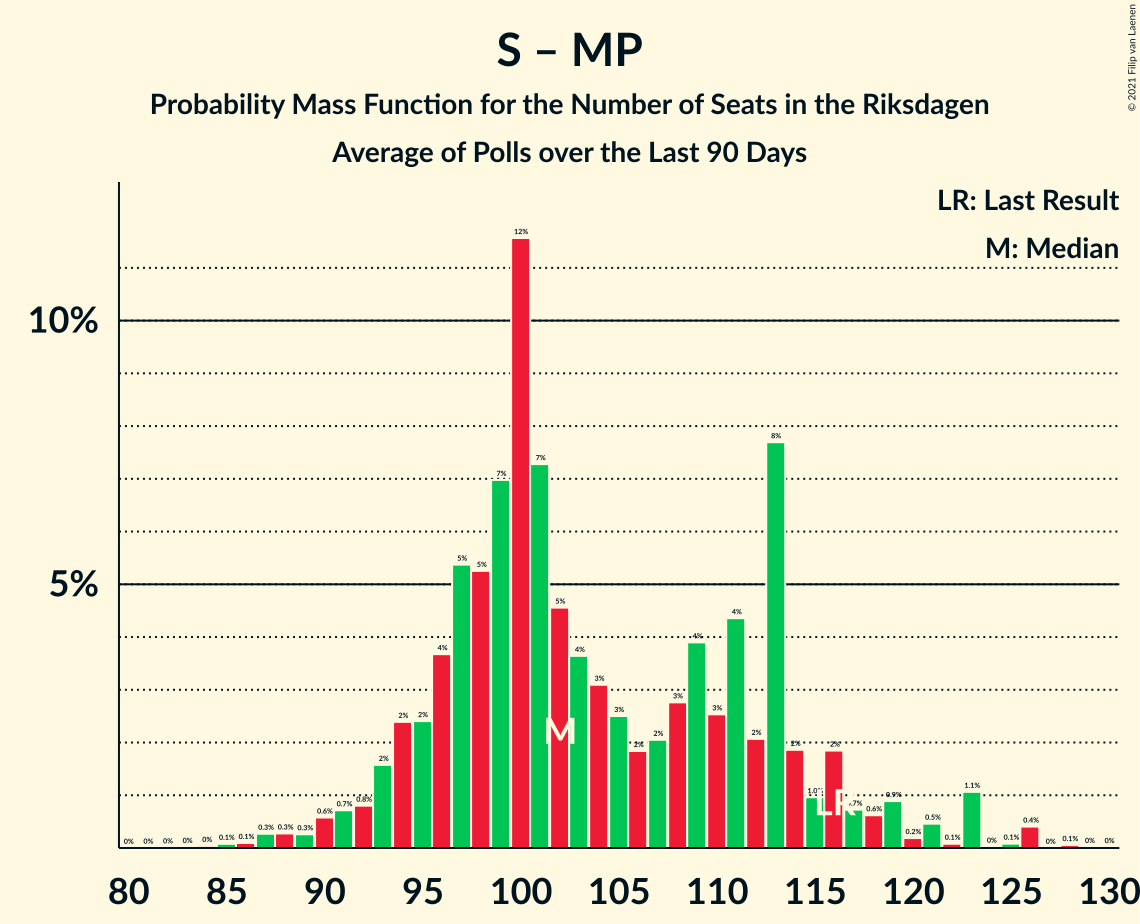 S – MP
Probability Mass Function for the Number of Seats in the Riksdagen
Average of Polls over the Last 90 Days
© 2021 Filip van Laenen
LR: Last Result
M: Median
10%
5%
0% 0% 0% 0% 0% 0.1% 0.1% 0.3% 0.3% 0.3% 0.6% 0.7% 0.8% 2% 2% 2% 4% 5% 5% 7% 12% 7% 5% 4% 3% 3% 2% 2% 3% 4% 3% 4% 2% 8% 2% 1.0% 2% 0.7% 0.6% 0.9% 0.2% 0.5% 0.1% 1.1% 0% 0.1% 0.4% 0% 0.1% 0% 0%
M
LR
80 85 90 95 100 105 110 115 120 125 130